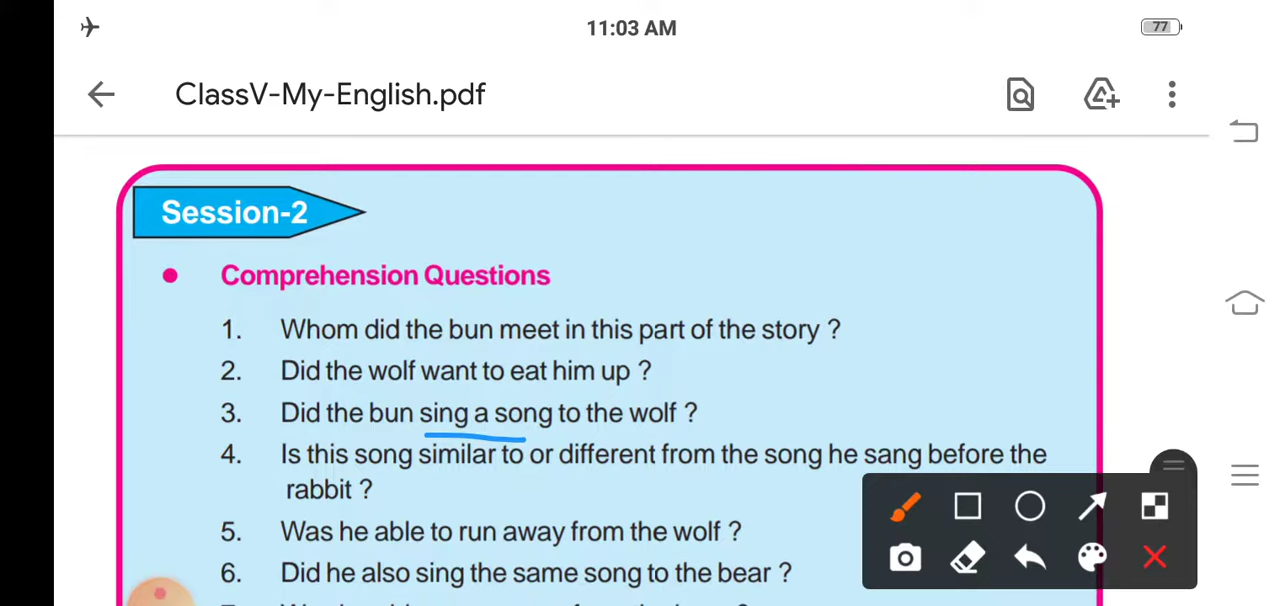 11:03 AM
77
ClassV-My-English.pdf
Session-2
Comprehension Questions
1. Whom did the bun meet in this part of the story ?
2. Did the wolf want to eat him up ?
3. Did the bun sing a song to the wolf ?
4. Is this song similar to or different from the song he sang before the
rabbit ?
5. Was he able to run away from the wolf ?
6. Did he also sing the same song to the bear ?